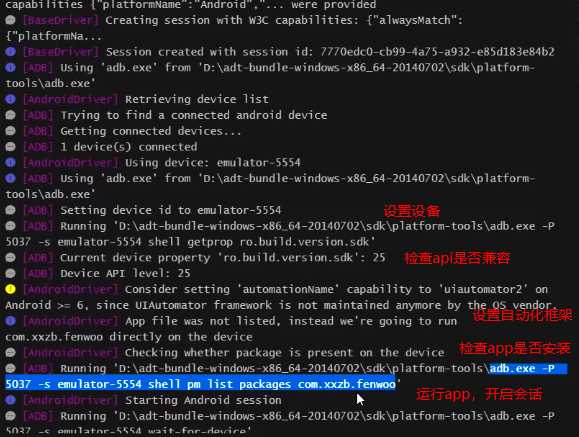 capabilities {"platformName":"Android","... were provided
[BaseDriver] Creating session with W3C capabilities: {"alwaysMatch":
{"platformNa...
[BaseDriver] Session created with session id: 7770edc0-cb99-4a75-a932-e85d183e84b2
[ADB] Using 'adb.exe' from 'D:\adt-bundle-windows-x86_64-20140702\sdk\platform-
tools\adb.exe'
[AndroidDriver] Retrieving device list
[ADB] Trying to find a connected android device
[ADB] Getting connected devices...
[ADB] 1 device(s) connected
[AndroidDriver] Using device: emulator-5554
[ADB] Using 'adb.exe' from 'D:\adt-bundle-windows-x86_64-20140702\sdk\platform-
tools\adb.exe'
[ADB] Setting device id to emulator-5554
设置设备
[ADB] Running 'D:\adt-bundle-windows-x86_64-20140702\sdk\platform-tools\adb.exe -P
5037 -s emulator-5554 shell getprop ro.build.version.sdk'
[ADB] Current device property 'ro.build.version.sdk': 25
检查api是否兼容
[ADB] Device API level: 25
[AndroidDriver] Consider setting 'automationName' capability to 'uiautomator2' on
Android >= 6, since UIAutomator framework is not maintained anymore by the OS vendor.
设置自动化框架
[AndroidDriver] App file was not listed, instead we're going to run
com.xxzb.fenwoo directly on the device
检查app是否安装
[AndroidDriver] Checking whether package is present on the device
[ADB] Running 'D:\adt-bundle-windows-x86_64-20140702\sdk\platform-tools\adb.exe -P
5037 -s emulator-5554 shell pm list packages com.xxzb.fenwoo'
运行app，开启会话
[AndroidDriver] Starting Android session
[ADB] Running 'D:\adt-bundle-windows-x86_64-20140702\sdk\platform-tools\adb.exe -P
5037 -s emulator-5554 wait-for-device'